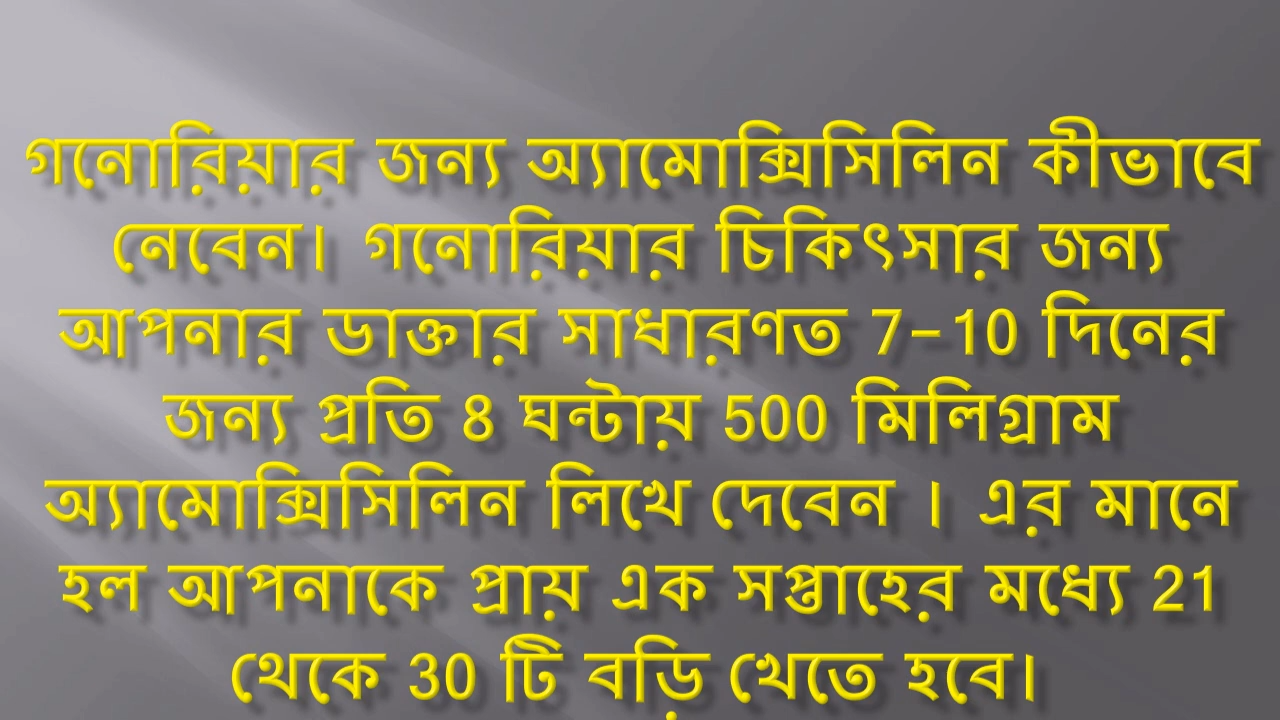 গনোরিয়ার জন্য অ্যামোক্সিসিলিন কীভাবে
নেবেন। গনোরিয়ার চিকিৎসার জন্য
আপনার ডাক্তার সাধারণত 7-10 দিনের
জন্য প্রতি 8 ঘন্টায় 500 মিলিগ্রাম
অ্যামোক্সিসিলিন লিখে দেবেন । এর মানে
হল আপনাকে প্রায় এক সপ্তাহের মধ্যে 21
থেকে 30 টি বড়ি খেতে হবে।